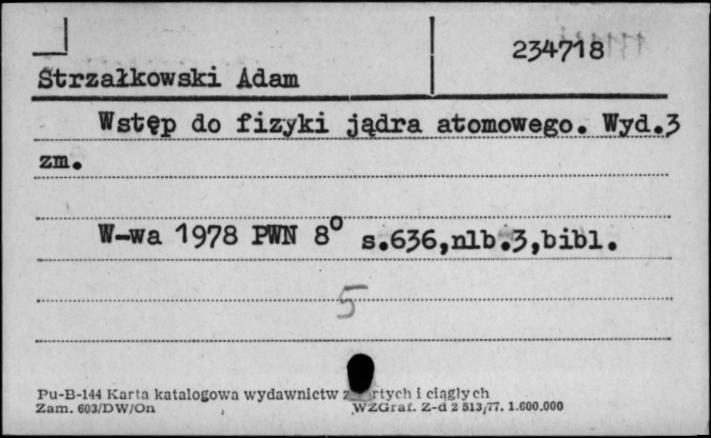 234718
Strzałkowski Adam
Wstęp do fizyki jądra atomowego. Wyd.3
zm.
W-wa 1978 PWN 8° s.636,nlb.3,bibl.
5
Pu-B-144 Karta katalogowa wydawnictw z rtych i ciągłych
Zam. 603/DW/On WZGraf. Z-d 2 513/77. 1.600.000